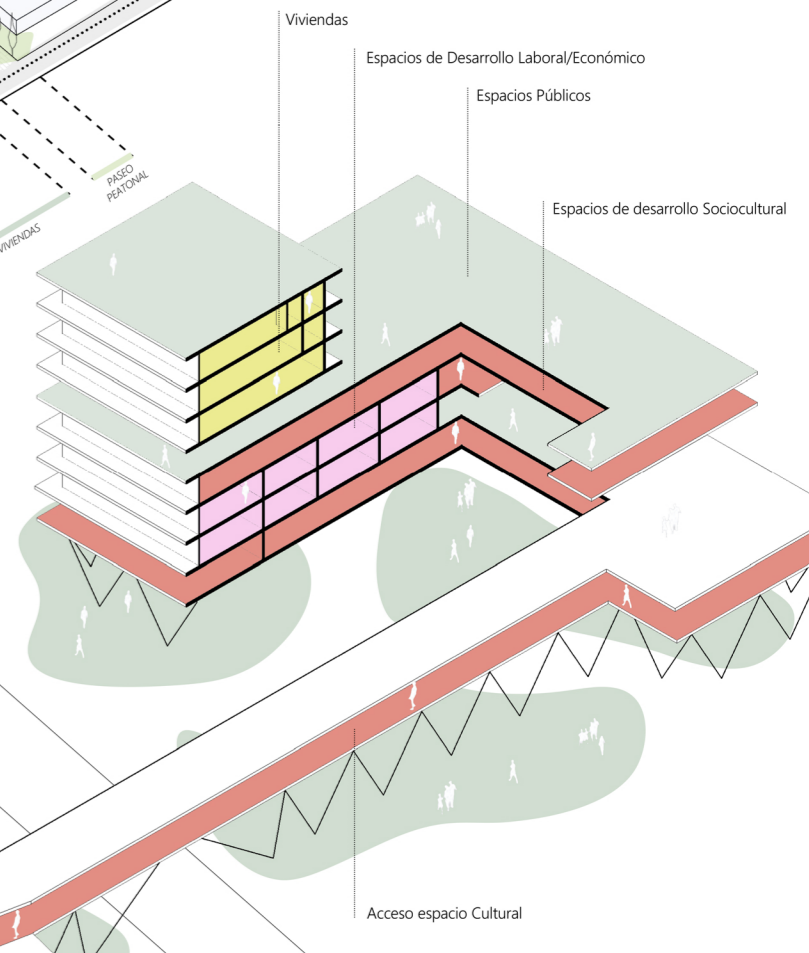 Viviendas
Espacios de Desarrollo Laboral/Económico
Espacios Públicos
PASEO
PEATONAL
VIVIENDAS
Espacios de desarrollo Sociocultural
Acceso espacio Cultural